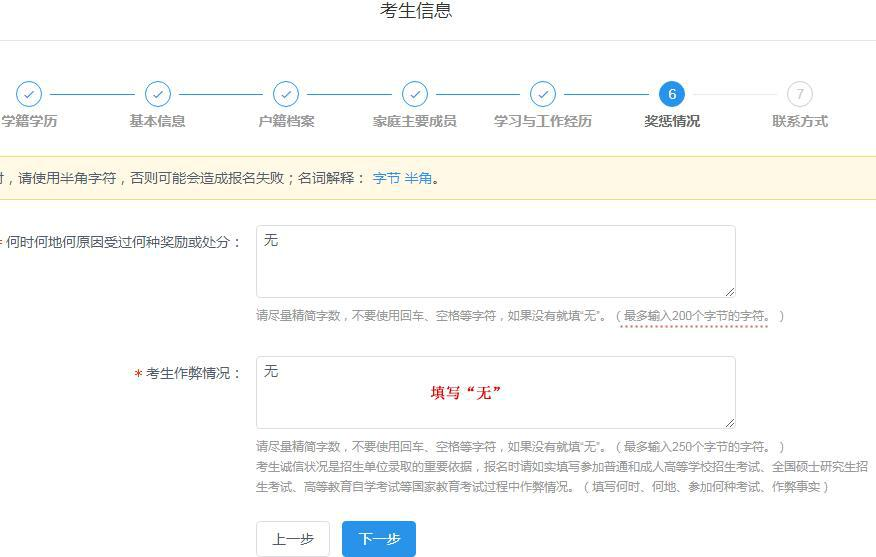 考生信息
6
7
学籍学历
基本信息
户籍档案
家庭主要成员
学习与工作经历
奖惩情况
联系方式
，请使用半角字符，否则可能会造成报名失败；名词解释： 字节 半角。
何时何地何原因受过何种奖励或处分：
无
请尽量精简字数，不要使用回车、空格等字符，如果没有就填“无”。（最多输入200个字节的字符。）
* 考生作弊情况：
无
填写“无”
请尽量精简字数，不要使用回车、空格等字符，如果没有就填“无”。（最多输入250个字节的字符。）
考生诚信状况是招生单位录取的重要依据，报名时请如实填写参加普通和成人高等学校招生考试、全国硕士研究生招
生考试、高等教育自学考试等国家教育考试过程中作弊情况。（填写何时、何地、参加何种考试、作弊事实）
上一步
下一步